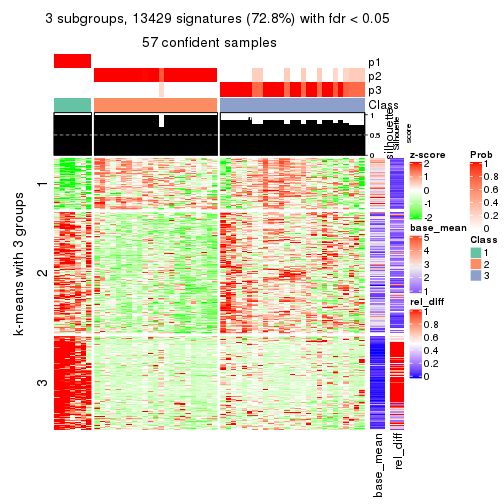 3 subgroups, 13429 signatures (72.8%) with fdr < 0.05
57 confident samples
p1
p2
p3
Class
silhouette
Silhouette
score
1
0.5
0
k-means with 3 groups
1
2
3
base_mean
rel_diff
z-score
2
1
0
-1
-2
base_mean
5
4
3
2
1
rel_diff
1
0.8
0.6
0.4
0.2
0
Prob
1
0.8
0.6
0.4
0.2
0
Class
1
2
3